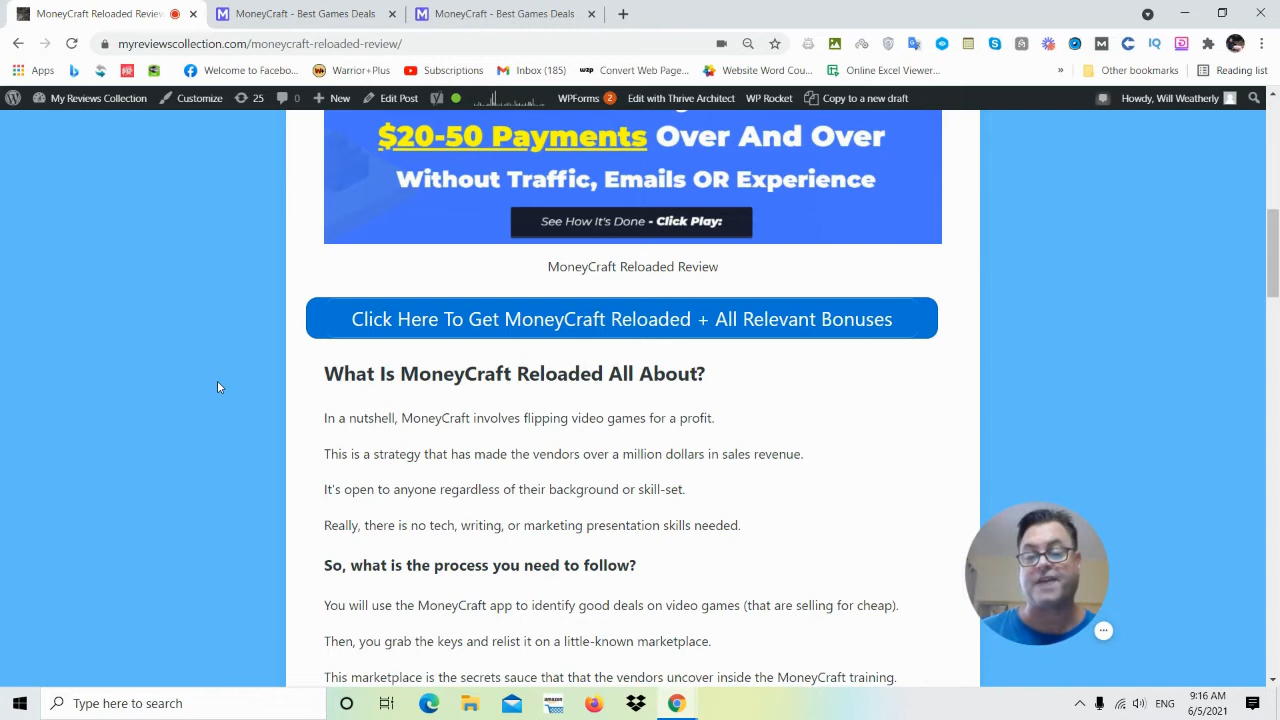 MoneyCraft Reloaded Review
MoneyCraft - Best Games Deals
MoneyCraft - Best Games Deals
myreviewscollection.com/moneycraft-reloaded-review/
Apps
Welcome to Facebo...
Warrior+Plus
Subscriptions
Inbox (185)
Convert Web Page...
Website Word Cou...
Online Excel Viewer...
»
Other bookmarks
Reading list
My Reviews Collection
Customize
25
0
New
Edit Post
WPForms 2
Edit with Thrive Architect
WP Rocket
Copy to a new draft
Howdy, Will Weatherly
$20-50 Payments Over And Over
Without Traffic, Emails OR Experience
See How It's Done - Click Play:
MoneyCraft Reloaded Review
Click Here To Get MoneyCraft Reloaded + All Relevant Bonuses
What Is MoneyCraft Reloaded All About?
In a nutshell, MoneyCraft involves flipping video games for a profit.
This is a strategy that has made the vendors over a million dollars in sales revenue.
It's open to anyone regardless of their background or skill-set.
Really, there is no tech, writing, or marketing presentation skills needed.
So, what is the process you need to follow?
You will use the MoneyCraft app to identify good deals on video games (that are selling for cheap).
Then, you grab the keys and relist it on a little-known marketplace.
This marketplace is the secrets sauce that that the vendors uncover inside the MoneyCraft training.
Type here to search
amazon
ENG
9:16 AM
6/5/2021